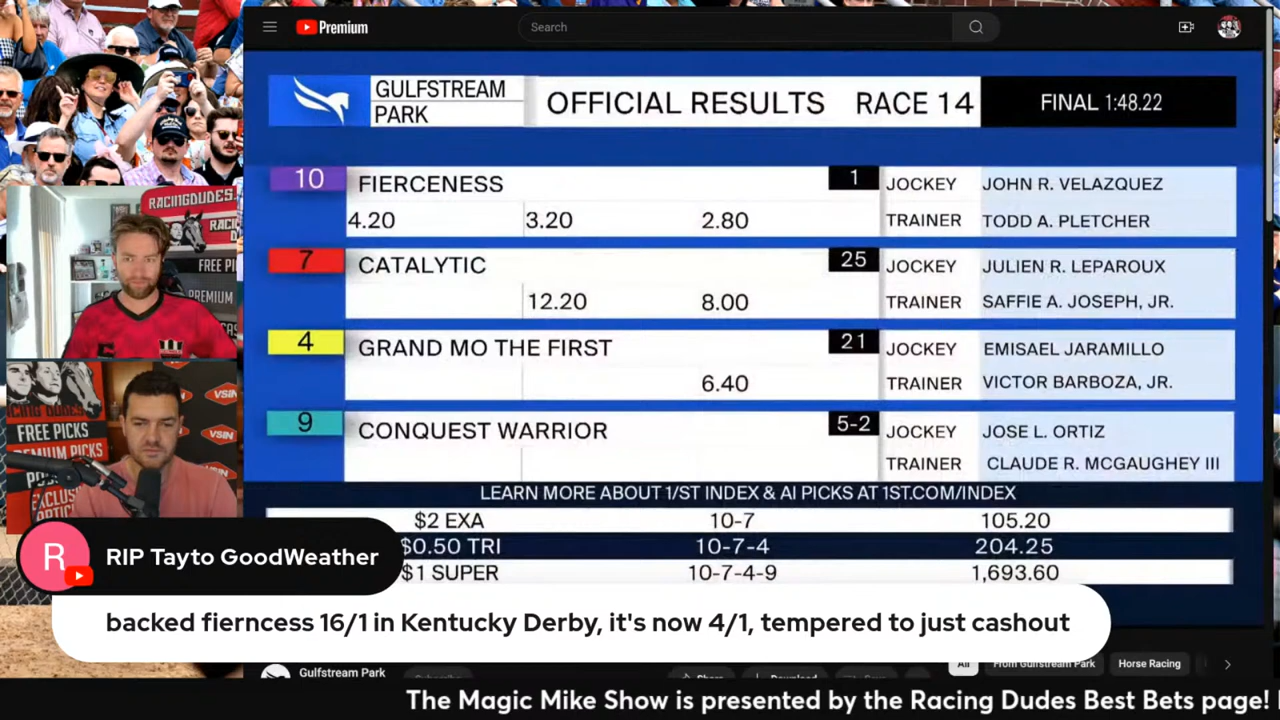 Premium
Search
GULFSTREAM
PARK
OFFICIAL RESULTS RACE 14
FINAL 1:48.22
10
FIERCENESS
1
JOCKEY JOHN R. VELAZQUEZ
4.20 3.20 2.80
TRAINER TODD A. PLETCHER
7
CATALYTIC
25
JOCKEY JULIEN R. LEPAROUX
12.20 8.00
TRAINER SAFFIE A. JOSEPH, JR.
4
GRAND MO THE FIRST
21
JOCKEY EMISAEL JARAMILLO
6.40
TRAINER VICTOR BARBOZA, JR.
9
CONQUEST WARRIOR
5-2
JOCKEY JOSE L. ORTIZ
TRAINER CLAUDE R. MCGAUGHEY III
LEARN MORE ABOUT 1/ST INDEX & AI PICKS AT 1ST.COM/INDEX
$2 EXA 10-7 105.20
$0.50 TRI 10-7-4 204.25
$1 SUPER 10-7-4-9 1,693.60
RACINGDUDES.
FREE PI
PREMIUM
VSiN
FREE PICKS
VSiN
R
RIP Tayto GoodWeather
backed fierncess 16/1 in Kentucky Derby, it's now 4/1, tempered to just cashout
Gulfstream Park
All
From Gulfstream Park
Horse Racing
The Magic Mike Show is presented by the Racing Dudes Best Bets page!